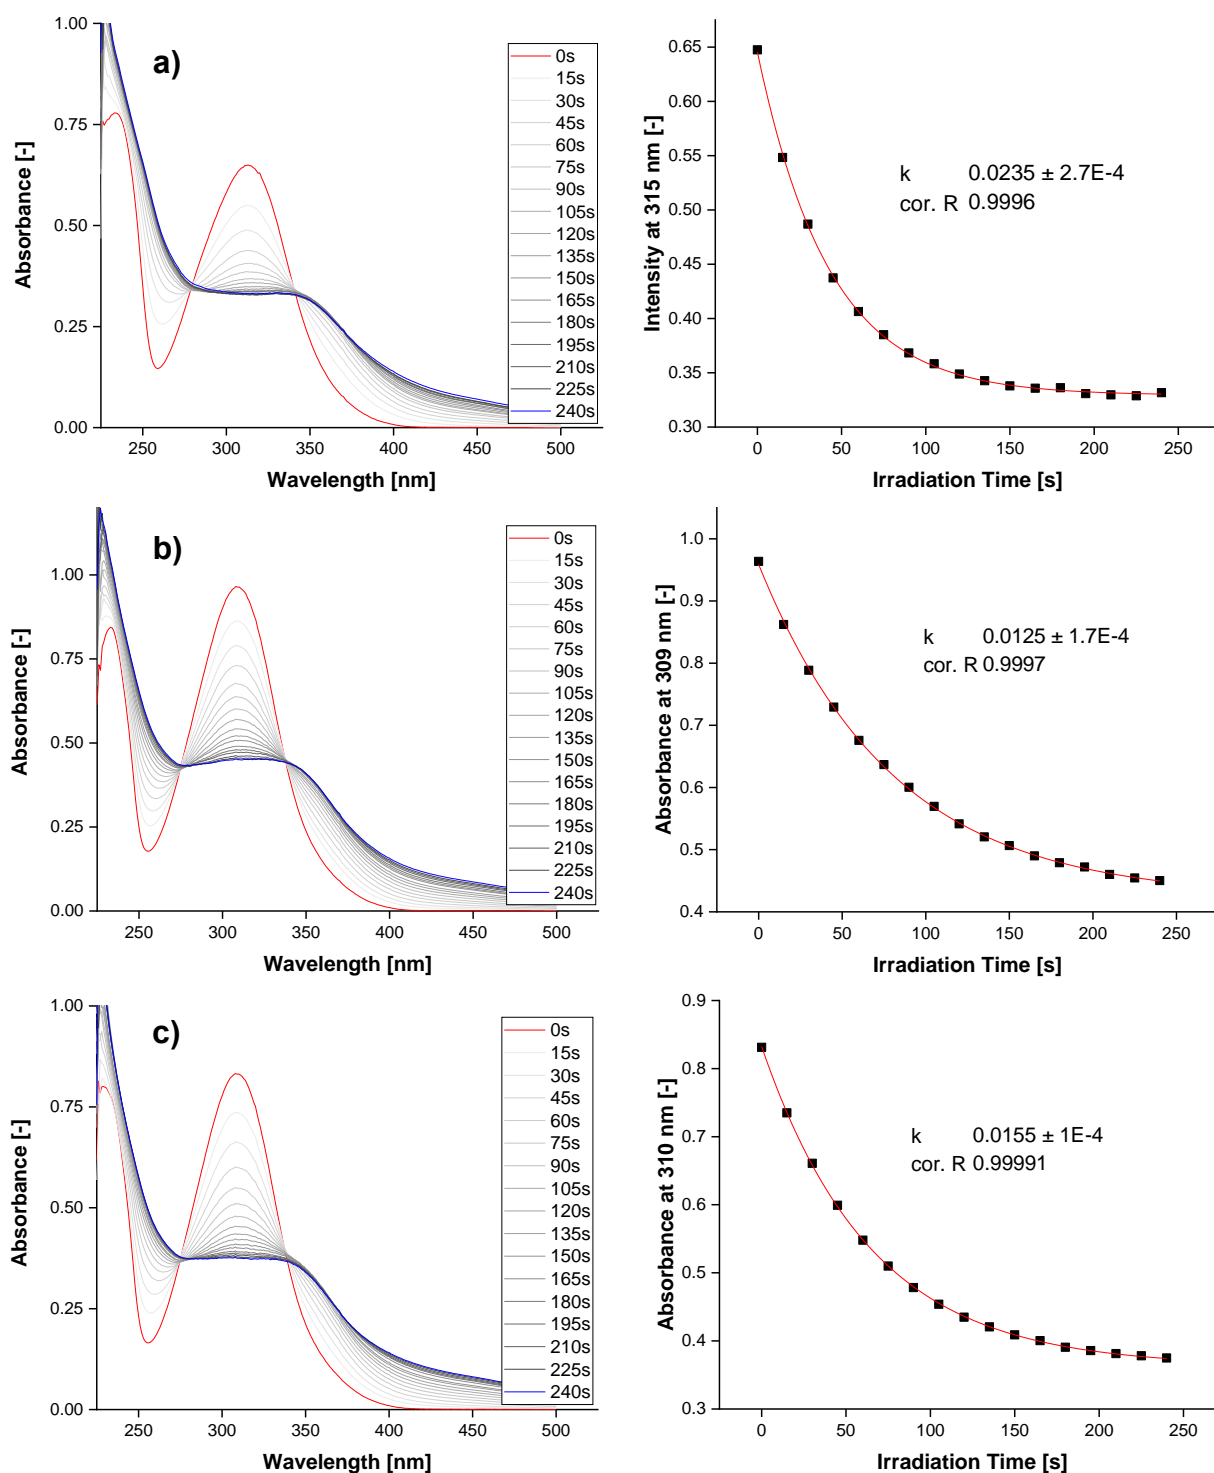 a)
1.00
0.75
0.50
0.25
0.00
Absorbance [-]
250
300
350
400
450
500
Wavelength [nm]
0s
15s
30s
45s
60s
75s
90s
105s
120s
135s
150s
165s
180s
195s
210s
225s
240s
0.65
0.60
0.55
0.50
0.45
0.40
0.35
0.30
Intensity at 315 nm [-]
k 0.0235 ± 2.7E-4
cor. R 0.9996
0
50
100
150
200
250
Irradiation Time [s]
b)
1.00
0.75
0.50
0.25
0.00
Absorbance [-]
250
300
350
400
450
500
Wavelength [nm]
0s
15s
30s
45s
60s
75s
90s
105s
120s
135s
150s
165s
180s
195s
210s
225s
240s
1.0
0.9
0.8
0.7
0.6
0.5
0.4
Absorbance at 309 nm [-]
k 0.0125 ± 1.7E-4
cor. R 0.9997
0
50
100
150
200
250
Irradiation Time [s]
c)
1.00
0.75
0.50
0.25
0.00
Absorbance [-]
250
300
350
400
450
500
Wavelength [nm]
0s
15s
30s
45s
60s
75s
90s
105s
120s
135s
150s
165s
180s
195s
210s
225s
240s
0.9
0.8
0.7
0.6
0.5
0.4
0.3
Absorbance at 310 nm [-]
k 0.0155 ± 1E-4
cor. R 0.99991
0
50
100
150
200
250
Irradiation Time [s]